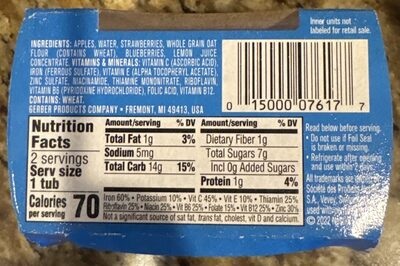 Inner units not
labeled for retail sale.
INGREDIENTS: APPLES, WATER, STRAWBERRIES, WHOLE GRAIN OAT
FLOUR (CONTAINS WHEAT), BLUEBERRIES, LEMON JUICE
CONCENTRATE, VITAMINS & MINERALS: VITAMIN C (ASCORBIC ACID),
IRON (FERROUS SULFATE), VITAMIN E (ALPHA TOCOPHERYL ACETATE),
ZINC SULFATE, NIACINAMIDE, THIAMINE MONONITRATE, RIBOFLAVIN,
VITAMIN B6 (PYRIDOXINE HYDROCHLORIDE), FOLIC ACID, VITAMIN B12.
CONTAINS: WHEAT.
GERBER PRODUCTS COMPANY • FREMONT, MI 49413, USA
0 15000 07617 7
Nutrition
Facts
2 servings
Serv size
1 tub
Calories 70
per serving
Amount/serving % DV
Total Fat 1g 3%
Sodium 5mg
Total Carb 14g 15%
Amount/serving % DV
Dietary Fiber 1g
Total Sugars 7g
Incl 0g Added Sugars
Protein 1g 4%
Iron 60% • Potassium 10% • Vit C 45% • Vit E 10% • Thiamin 25%
Riboflavin 25% • Niacin 25% • Vit B6 25% • Folate 15% • Vit B12 25% • Zinc 30%
Not a significant source of sat fat, trans fat, cholest, vit D and calcium.
Read below before serving.
• Do not use if Foil Seal
is broken or missing.
• Refrigerate after opening
and use within
All trademarks are
Société des Produits
S.A., Vevey,
used with
© 2022